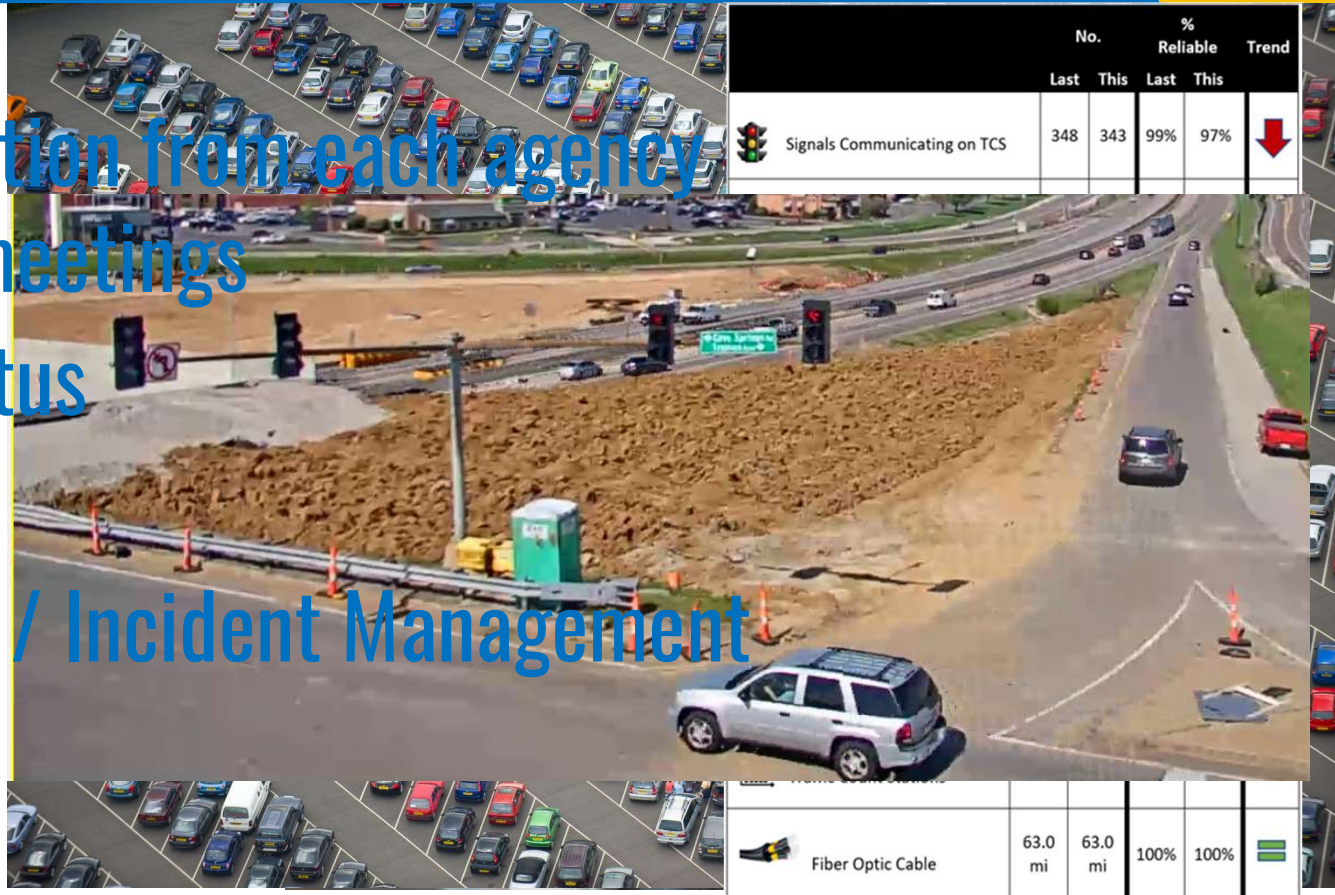 No. % Reliable Trend
Last This Last This
tion from each agency
Signals Communicating on TCS 348 343 99% 97%
eetings
tus
/ Incident Management
Fiber Optic Cable 63.0 mi 63.0 mi 100% 100%